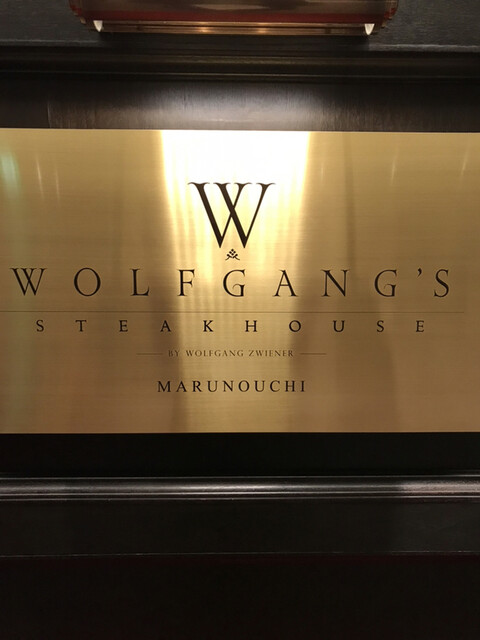 W
WOLFGANG'S
STEAKHOUSE
BY WOLFGANG ZWIENER
MARUNOUCHI